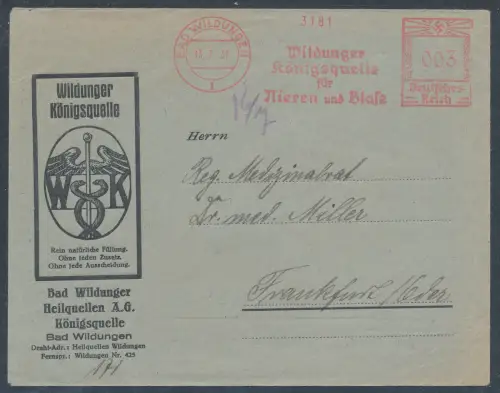 3181
BAD WILDUNGEN
1
Wildunger
Königsquelle
für
Nieren und Blase
003
Deutsches
Reich
Wildunger
Königsquelle
W K
Rein natürliche Füllung.
Ohne jeden Zusatz.
Ohne jede Ausscheidung.
Bad Wildunger
Heilquellen A.G.
Königsquelle
Bad Wildungen
Draht-Adr.: Heilquellen Wildungen
Fernspr.: Wildungen Nr. 425
171
Herrn
Reg. Medizinalrat
Dr. med. Miller
Frankfurt/Oder.